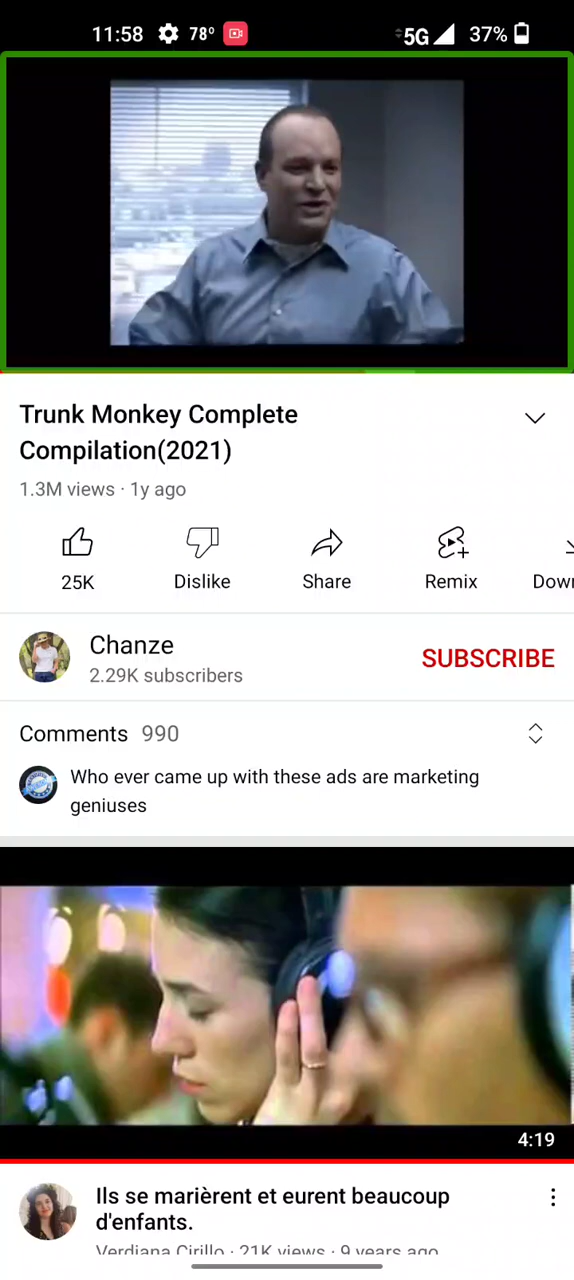 11:58 78° 5G 37%
Trunk Monkey Complete
Compilation(2021)
1.3M views · 1y ago
25K Dislike Share Remix Down
Chanze
2.29K subscribers
SUBSCRIBE
Comments 990
Who ever came up with these ads are marketing
geniuses
4:19
Ils se marièrent et eurent beaucoup
d'enfants.
Verdiana Cirillo · 21K views · 9 years ago